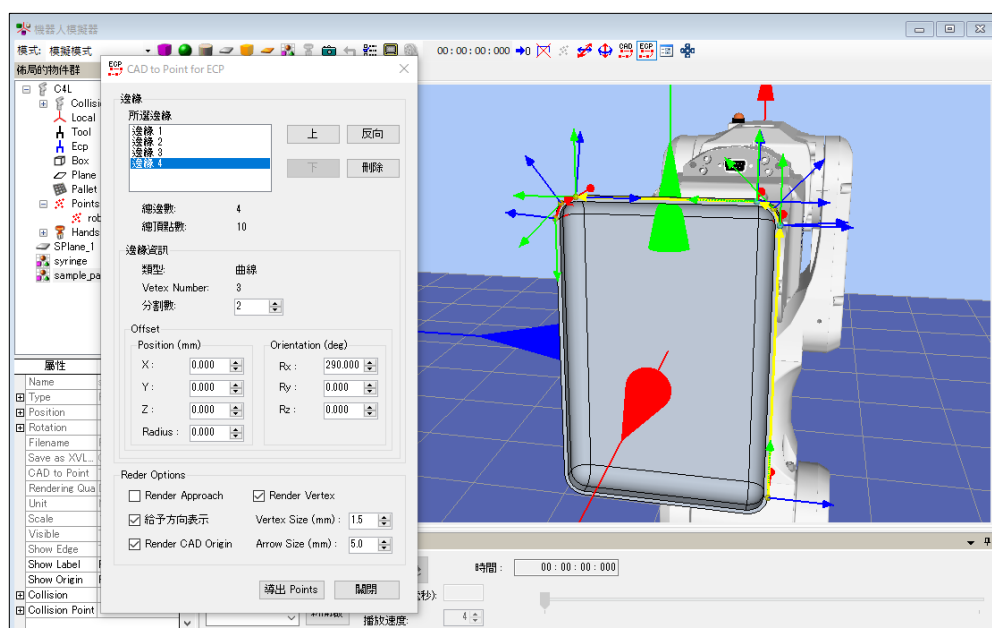 機器人模擬器
模式: 模擬模式
00:00:00:000
CAD
ECP
佈局的物件群
C4L
Collisi
Local
Tool
Ecp
Box
Plane
Pallet
Points
rob
Hands
SPlane_1
syringe
sample_pa
屬性
Name
Type
Position
Rotation
Filename
Save as XVL...
CAD to Point
Rendering Qua
Unit
Scale
Visible
Show Edge
Show Label
Show Origin
Collision
Collision Point
ECP
CAD to Point for ECP
邊緣
所選邊緣
邊緣 1
邊緣 2
邊緣 3
邊緣 4
上
反向
下
刪除
總邊數: 4
總頂點數: 10
邊緣資訊
類型: 曲線
Vetex Number: 3
分割數: 2
Offset
Position (mm)
X : 0.000
Y : 0.000
Z : 0.000
Radius : 0.000
Orientation (deg)
Rx : 290.000
Ry : 0.000
Rz : 0.000
Reder Options
Render Approach
Render Vertex
給予方向表示
Vertex Size (mm) : 1.5
Render CAD Origin
Arrow Size (mm) : 5.0
導出 Points
關閉
時間 : 00:00:00:000
秒):
播放速度: 4